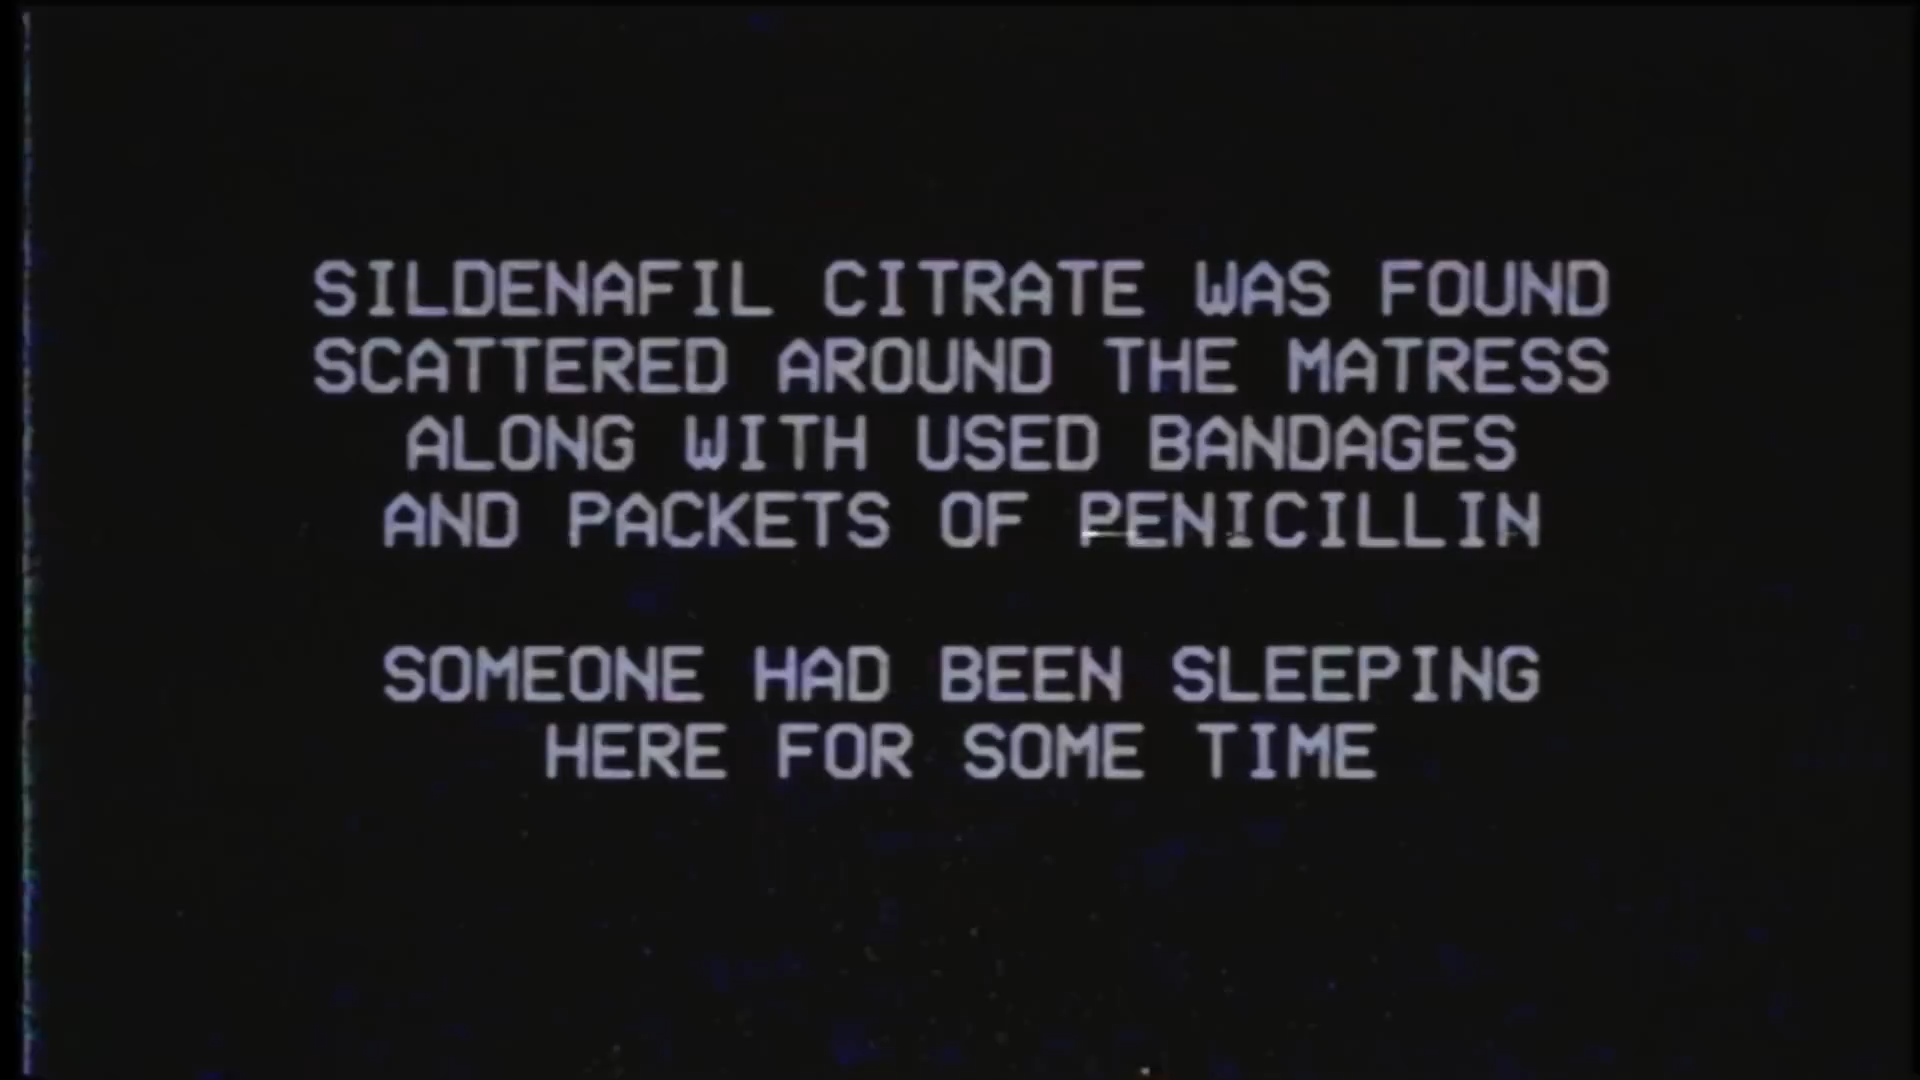 SILDENAFIL CITRATE WAS FOUND
SCATTERED AROUND THE MATRESS
ALONG WITH USED BANDAGES
AND PACKETS OF PENICILLIN
SOMEONE HAD BEEN SLEEPING
HERE FOR SOME TIME